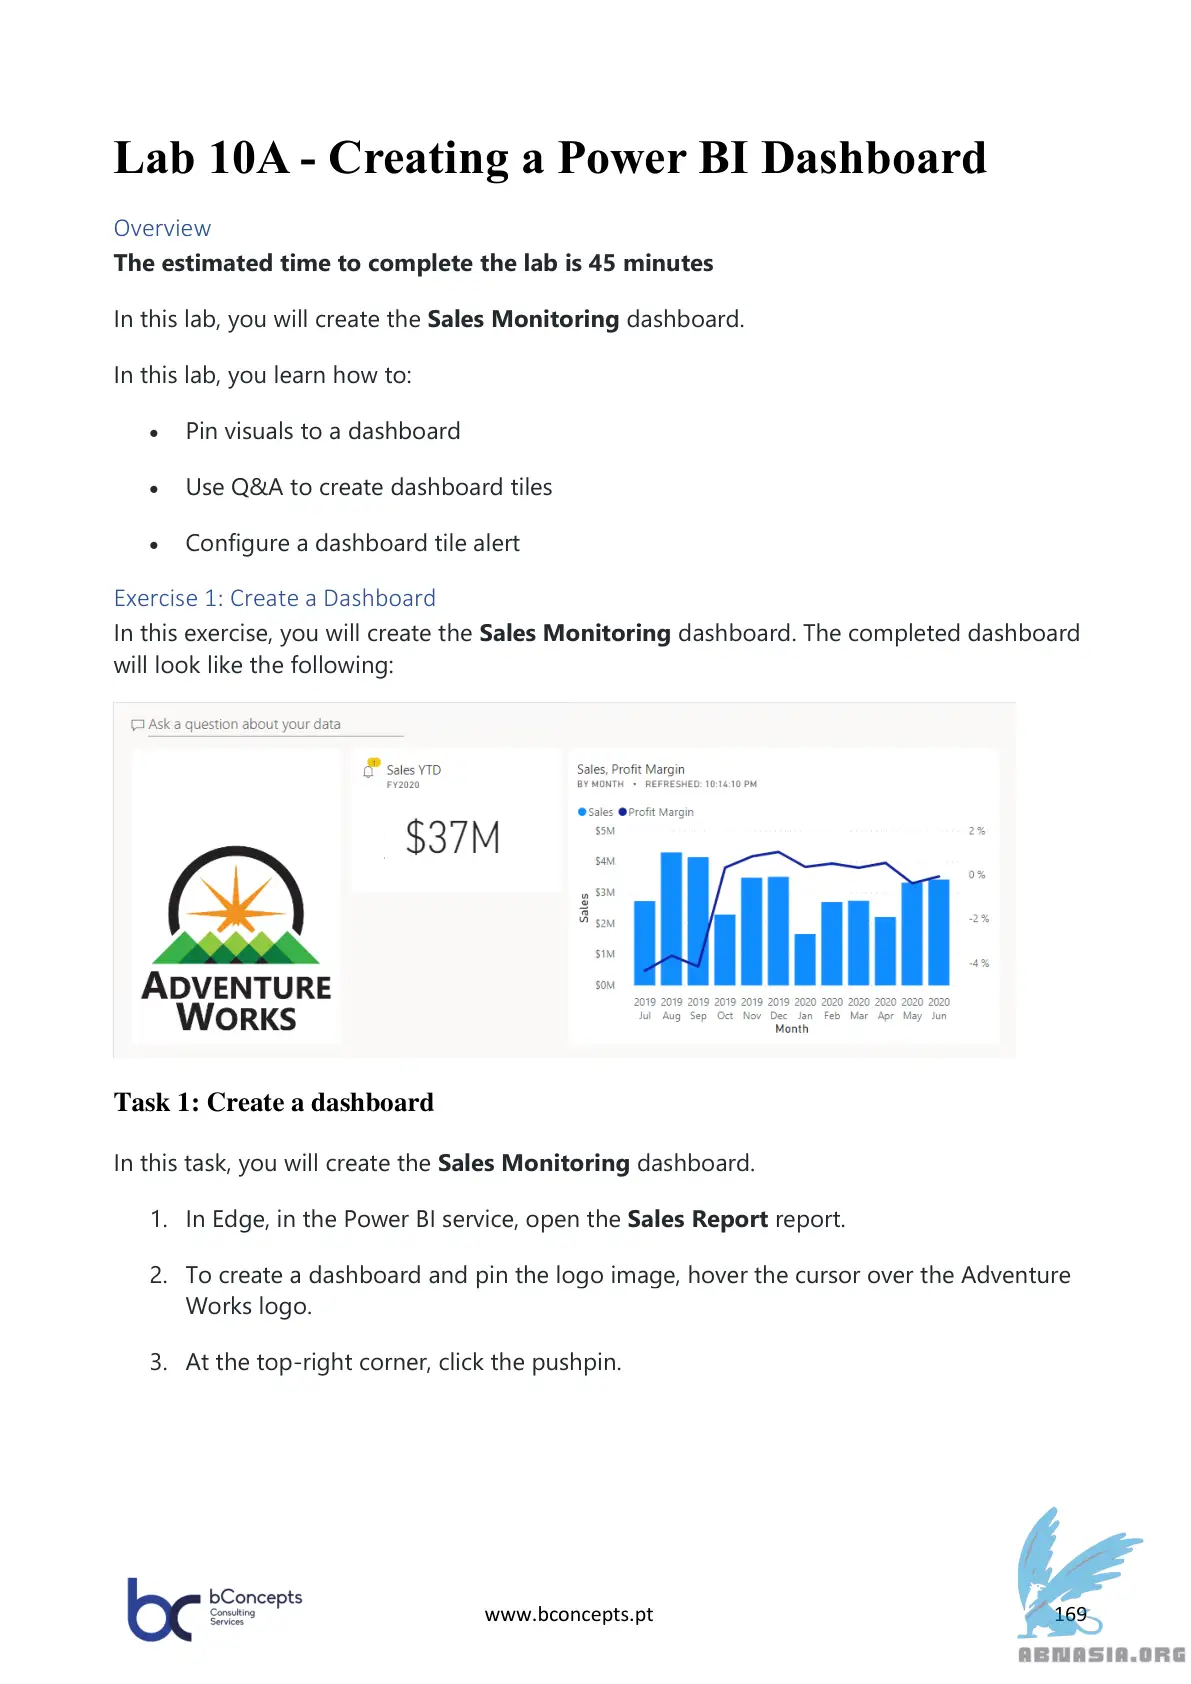 Lab 10A - Creating a Power BI Dashboard
Overview
The estimated time to complete the lab is 45 minutes
In this lab, you will create the Sales Monitoring dashboard.
In this lab, you learn how to:
• Pin visuals to a dashboard
• Use Q&A to create dashboard tiles
• Configure a dashboard tile alert
Exercise 1: Create a Dashboard
In this exercise, you will create the Sales Monitoring dashboard. The completed dashboard
will look like the following:
Ask a question about your data
ADVENTURE
WORKS
Sales YTD
FY2020
$37M
Sales, Profit Margin
BY MONTH • REFRESHED: 10:14:10 PM
Sales Profit Margin
$5M
$4M
$3M
$2M
$1M
$0M
Sales
2 %
0 %
-2 %
-4 %
2019 2019 2019 2019 2019 2019 2020 2020 2020 2020 2020 2020
Jul Aug Sep Oct Nov Dec Jan Feb Mar Apr May Jun
Month
Task 1: Create a dashboard
In this task, you will create the Sales Monitoring dashboard.
1. In Edge, in the Power BI service, open the Sales Report report.
2. To create a dashboard and pin the logo image, hover the cursor over the Adventure
Works logo.
3. At the top-right corner, click the pushpin.
bc bConcepts
Consulting
Services
www.bconcepts.pt
169
ABNASIA.ORG